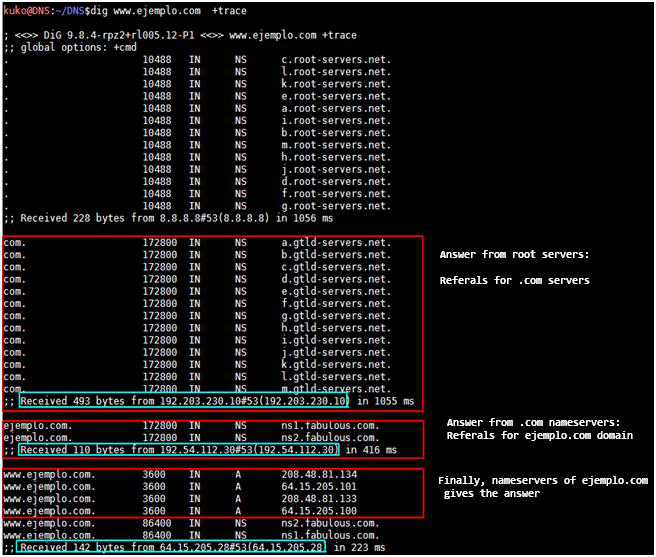 kuko@DNS:~/DNS$dig www.ejemplo.com  +trace
; <<>> DiG 9.8.4-rpz2+rl005.12-P1 <<>> www.ejemplo.com +trace
;; global options: +cmd
. 10488 IN NS c.root-servers.net.
. 10488 IN NS l.root-servers.net.
. 10488 IN NS k.root-servers.net.
. 10488 IN NS e.root-servers.net.
. 10488 IN NS a.root-servers.net.
. 10488 IN NS i.root-servers.net.
. 10488 IN NS b.root-servers.net.
. 10488 IN NS m.root-servers.net.
. 10488 IN NS h.root-servers.net.
. 10488 IN NS j.root-servers.net.
. 10488 IN NS d.root-servers.net.
. 10488 IN NS f.root-servers.net.
. 10488 IN NS g.root-servers.net.
;; Received 228 bytes from 8.8.8.8#53(8.8.8.8) in 1056 ms
com. 172800 IN NS a.gtld-servers.net.
com. 172800 IN NS b.gtld-servers.net.
com. 172800 IN NS c.gtld-servers.net.
com. 172800 IN NS d.gtld-servers.net.
com. 172800 IN NS e.gtld-servers.net.
com. 172800 IN NS f.gtld-servers.net.
com. 172800 IN NS g.gtld-servers.net.
com. 172800 IN NS h.gtld-servers.net.
com. 172800 IN NS i.gtld-servers.net.
com. 172800 IN NS j.gtld-servers.net.
com. 172800 IN NS k.gtld-servers.net.
com. 172800 IN NS l.gtld-servers.net.
com. 172800 IN NS m.gtld-servers.net.
;; Received 493 bytes from 192.203.230.10#53(192.203.230.10) in 1055 ms
Answer from root servers:
Referals for .com servers
ejemplo.com. 172800 IN NS ns1.fabulous.com.
ejemplo.com. 172800 IN NS ns2.fabulous.com.
;; Received 110 bytes from 192.54.112.30#53(192.54.112.30) in 416 ms
Answer from .com nameservers:
Referals for ejemplo.com domain
www.ejemplo.com. 3600 IN A 208.48.81.134
www.ejemplo.com. 3600 IN A 64.15.205.101
www.ejemplo.com. 3600 IN A 208.48.81.133
www.ejemplo.com. 3600 IN A 64.15.205.100
Finally, nameservers of ejemplo.com
gives the answer
www.ejemplo.com. 86400 IN NS ns2.fabulous.com.
www.ejemplo.com. 86400 IN NS ns1.fabulous.com.
;; Received 142 bytes from 64.15.205.28#53(64.15.205.28) in 223 ms